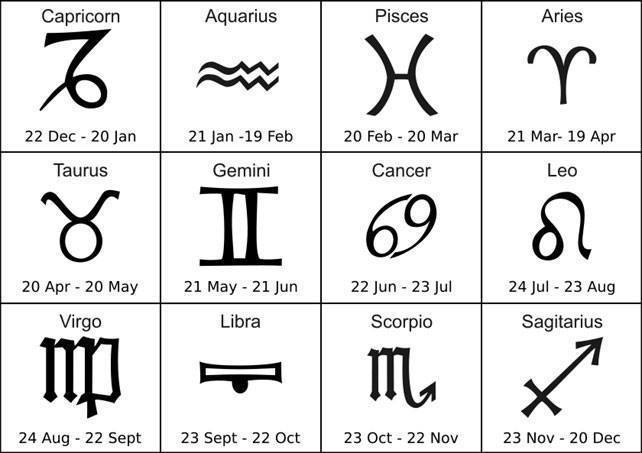 Capricorn
Aquarius
Pisces
Aries
22 Dec - 20 Jan
21 Jan -19 Feb
20 Feb - 20 Mar
21 Mar- 19 Apr
Taurus
Gemini
Cancer
Leo
20 Apr - 20 May
21 May - 21 Jun
22 Jun - 23 Jul
24 Jul - 23 Aug
Virgo
Libra
Scorpio
Sagitarius
24 Aug - 22 Sept
23 Sept - 22 Oct
23 Oct - 22 Nov
23 Nov - 20 Dec